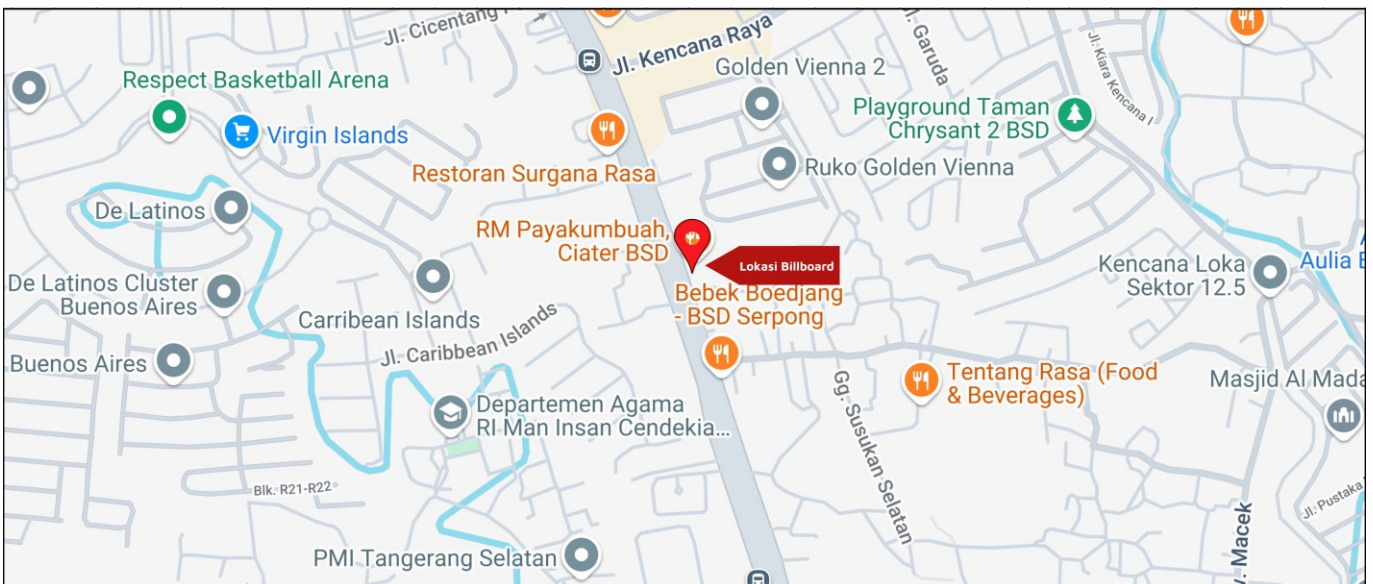 Jl. Cicentang
Jl. Kencana Raya
Jl. Garuda
Jl. Kiara Kencana I
Respect Basketball Arena
Virgin Islands
Golden Vienna 2
Playground Taman
Chrysant 2 BSD
Restoran Surgana Rasa
Ruko Golden Vienna
De Latinos
RM Payakumbuah,
Ciater BSD
Lokasi Billboard
Kencana Loka
Sektor 12.5
Aulia
De Latinos Cluster
Buenos Aires
Carribean Islands
Jl. Caribbean Islands
Bebek Boedjang
- BSD Serpong
Buenos Aires
Tentang Rasa (Food
& Beverages)
Masjid Al Mada
Departemen Agama
RI Man Insan Cendekia...
Gg. Susukan Selatan
Blk. R21-R22
Jl. Pustaka
Macek
PMI Tangerang Selatan